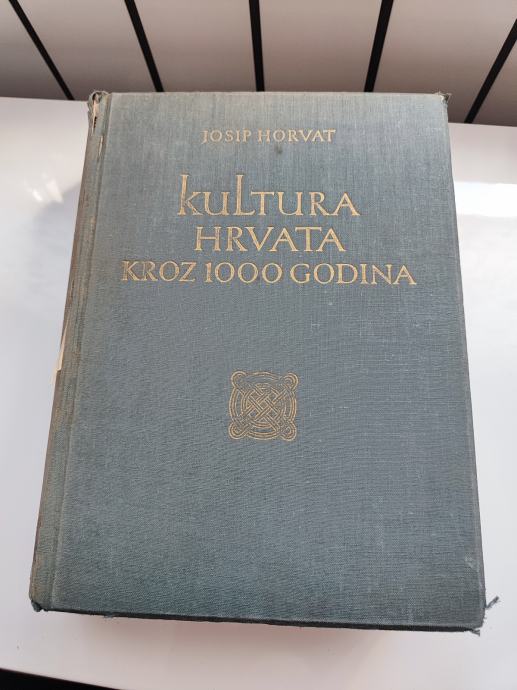 JOSIP HORVAT
kuLTURA
HRVATA
KROZ 1000 GODINA